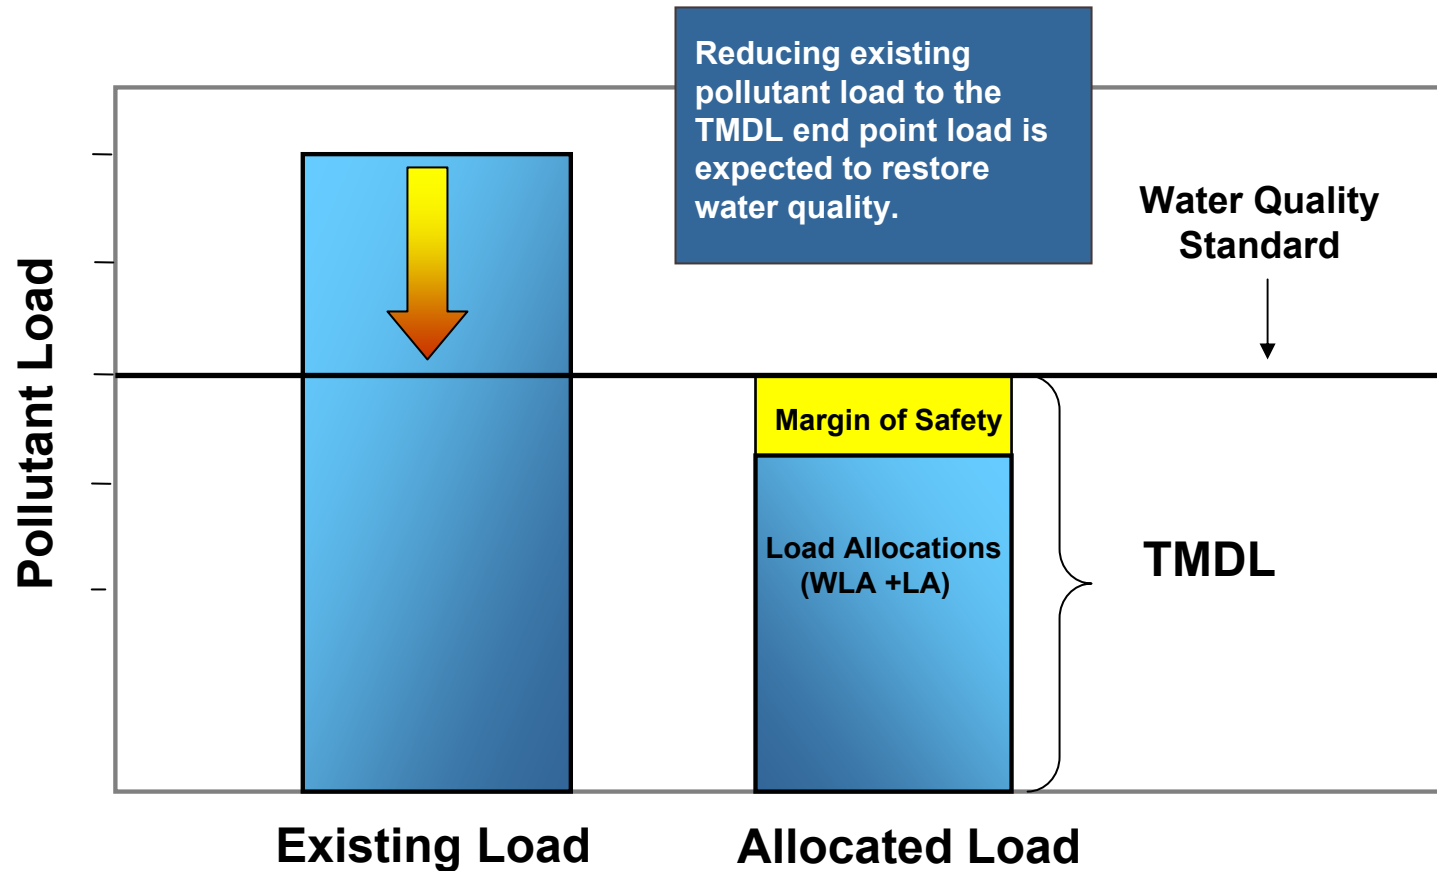 Reducing existing
pollutant load to the
TMDL end point load is
expected to restore
water quality.
Water Quality
Standard
Pollutant Load
Margin of Safety
Load Allocations
(WLA +LA)
TMDL
Existing Load
Allocated Load